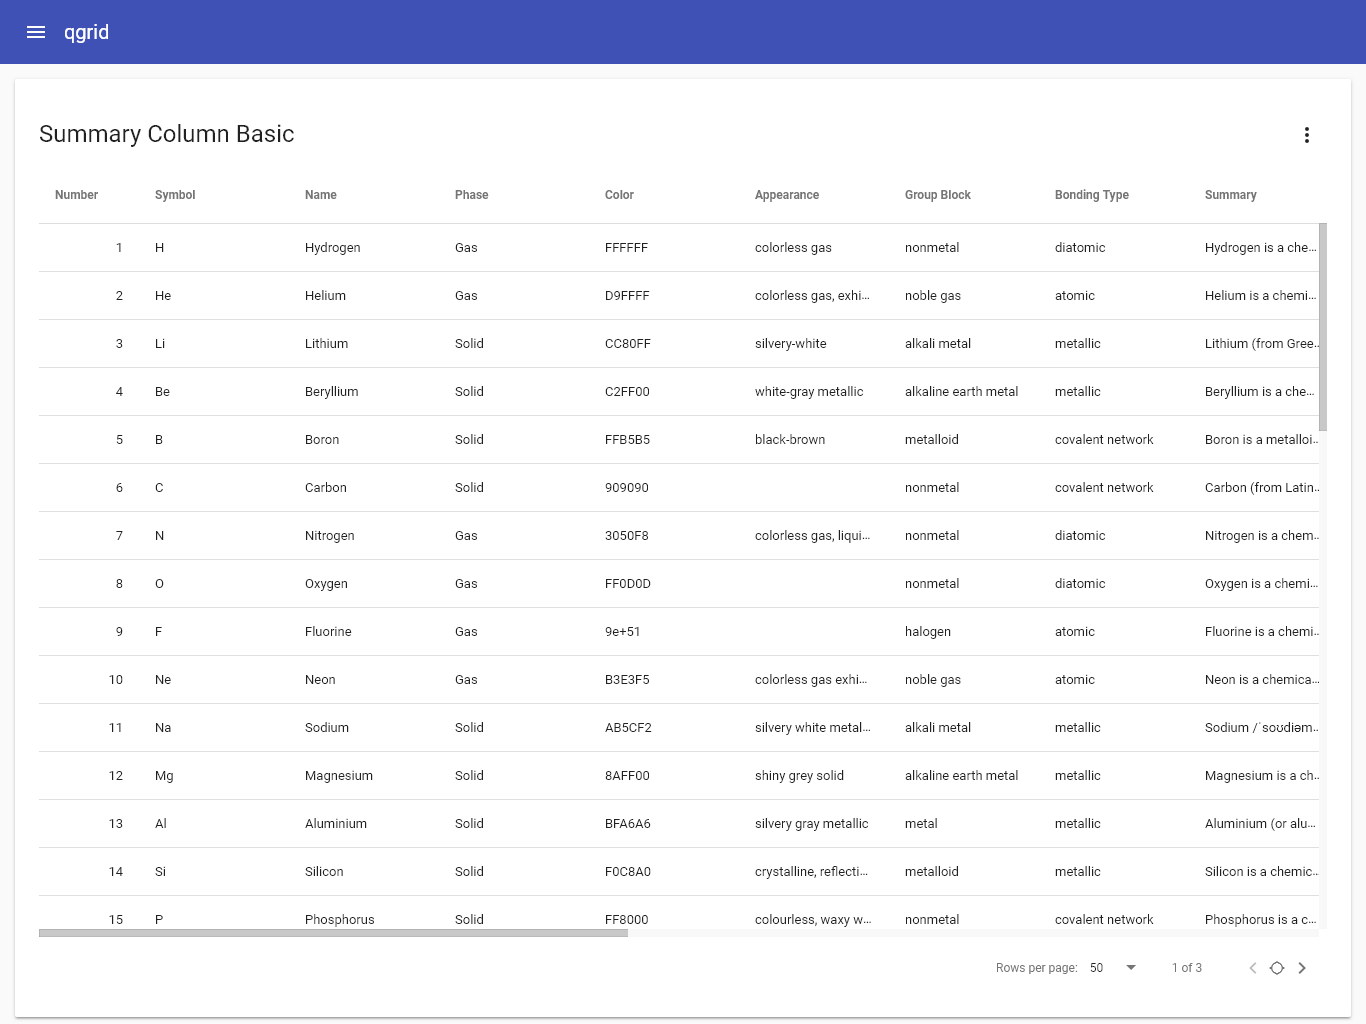 qgrid
Summary Column Basic
Number Symbol Name Phase Color Appearance Group Block Bonding Type Summary
1 H Hydrogen Gas FFFFFF colorless gas nonmetal diatomic Hydrogen is a che…
2 He Helium Gas D9FFFF colorless gas, exhi… noble gas atomic Helium is a chemi…
3 Li Lithium Solid CC80FF silvery-white alkali metal metallic Lithium (from Gree…
4 Be Beryllium Solid C2FF00 white-gray metallic alkaline earth metal metallic Beryllium is a che…
5 B Boron Solid FFB5B5 black-brown metalloid covalent network Boron is a metalloi…
6 C Carbon Solid 909090 nonmetal covalent network Carbon (from Latin…
7 N Nitrogen Gas 3050F8 colorless gas, liqui… nonmetal diatomic Nitrogen is a chem…
8 O Oxygen Gas FF0D0D nonmetal diatomic Oxygen is a chemi…
9 F Fluorine Gas 9e+51 halogen atomic Fluorine is a chemi…
10 Ne Neon Gas B3E3F5 colorless gas exhi… noble gas atomic Neon is a chemica…
11 Na Sodium Solid AB5CF2 silvery white metal… alkali metal metallic Sodium /ˈsoʊdiəm…
12 Mg Magnesium Solid 8AFF00 shiny grey solid alkaline earth metal metallic Magnesium is a ch…
13 Al Aluminium Solid BFA6A6 silvery gray metallic metal metallic Aluminium (or alu…
14 Si Silicon Solid F0C8A0 crystalline, reflecti… metalloid metallic Silicon is a chemic…
15 P Phosphorus Solid FF8000 colourless, waxy w… nonmetal covalent network Phosphorus is a c…
Rows per page: 50 1 of 3